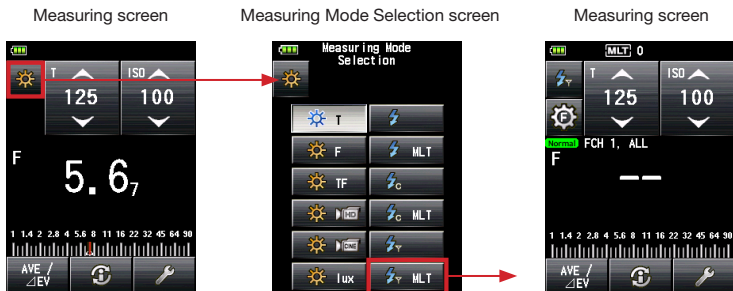 Measuring screen
T
ISO
125
100
F
5.6₇
1 1.4 2 2.8 4 5.6 8 11 16 22 32 45 64 90
AVE /
⊿EV
Measuring Mode Selection screen
Measuring Mode
Selection
T
F
MLT
TF
C
HD
C MLT
CINE
Y
lux
Y MLT
Measuring screen
MLT 0
Y
T
ISO
125
100
F
Normal FCH 1, ALL
F
--
1 1.4 2 2.8 4 5.6 8 11 16 22 32 45 64 90
AVE /
⊿EV